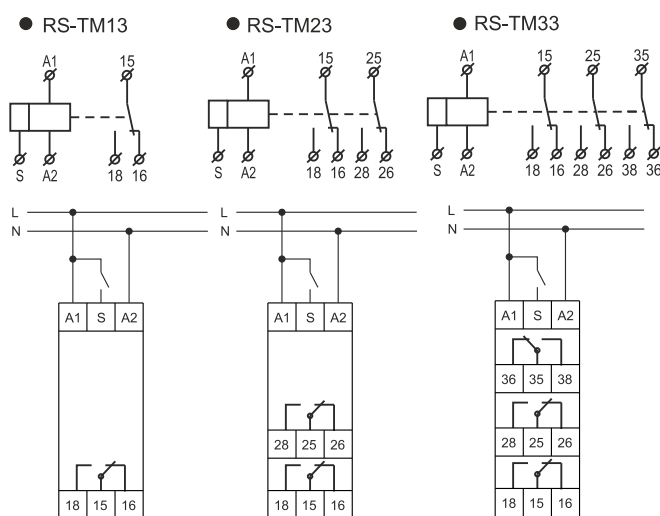 RS-TM13
RS-TM23
RS-TM33
A1 15
S A2 18 16
A1 15 25
S A2 18 16 28 26
A1 15 25 35
S A2 18 16 28 26 38 36
L
N
A1 S A2
18 15 16
L
N
A1 S A2
28 25 26
18 15 16
L
N
A1 S A2
36 35 38
28 25 26
18 15 16